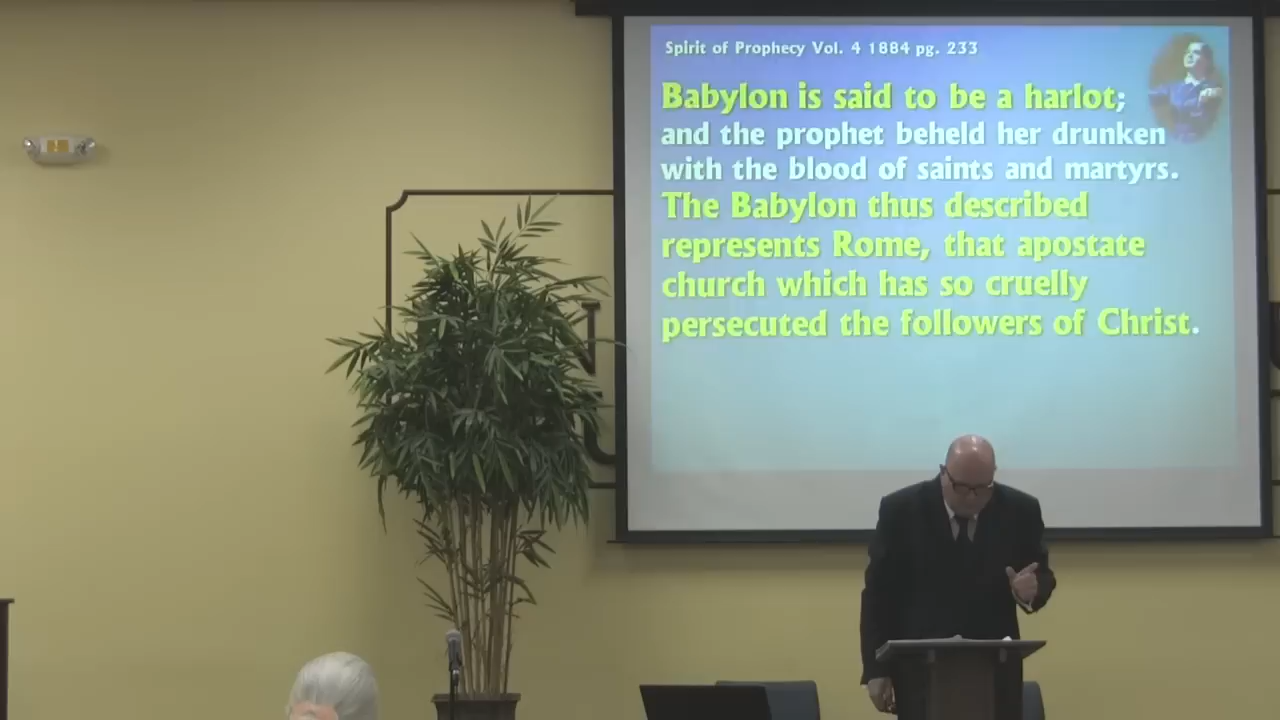 Spirit of Prophecy Vol. 4 1884 pg. 233
Babylon is said to be a harlot;
and the prophet beheld her drunken
with the blood of saints and martyrs.
The Babylon thus described
represents Rome, that apostate
church which has so cruelly
persecuted the followers of Christ.